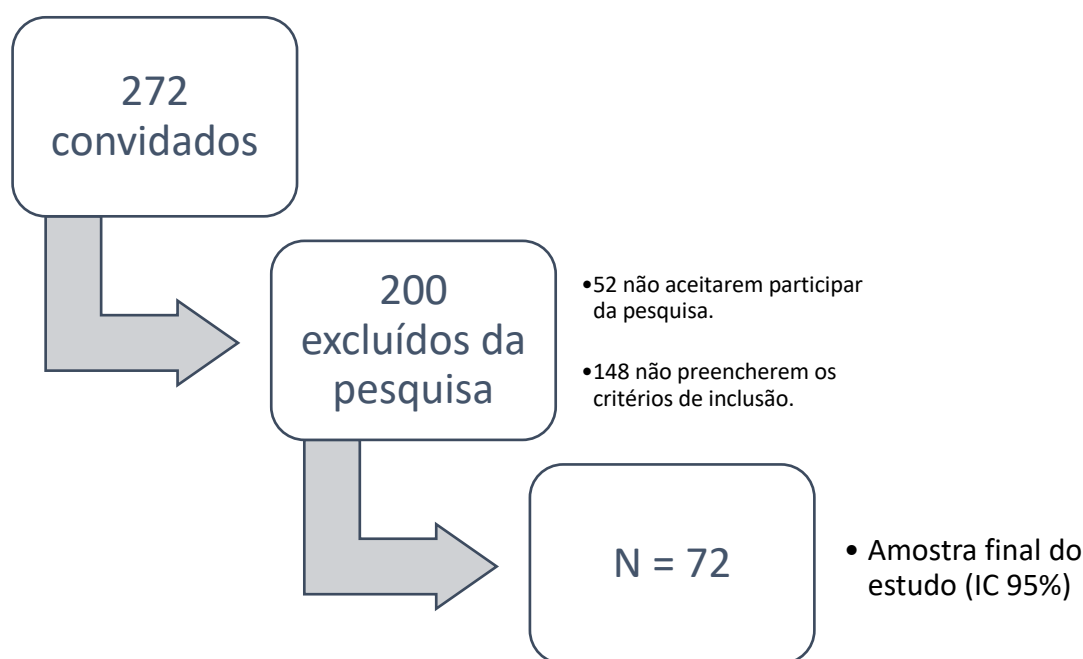 272
convidados
200
excluídos da
pesquisa
•52 não aceitarem participar
da pesquisa.
•148 não preencherem os
critérios de inclusão.
N = 72
• Amostra final do
estudo (IC 95%)